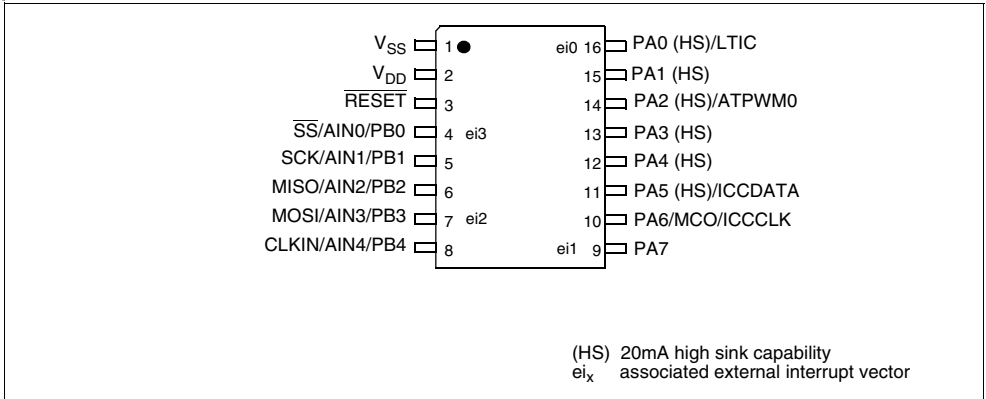 VSS 1 ei0 16 PA0 (HS)/LTIC
VDD 2 15 PA1 (HS)
RESET 3 14 PA2 (HS)/ATPWM0
SS/AIN0/PB0 4 ei3 13 PA3 (HS)
SCK/AIN1/PB1 5 12 PA4 (HS)
MISO/AIN2/PB2 6 11 PA5 (HS)/ICCDATA
MOSI/AIN3/PB3 7 ei2 10 PA6/MCO/ICCCLK
CLKIN/AIN4/PB4 8 ei1 9 PA7
(HS) 20mA high sink capability
eix associated external interrupt vector